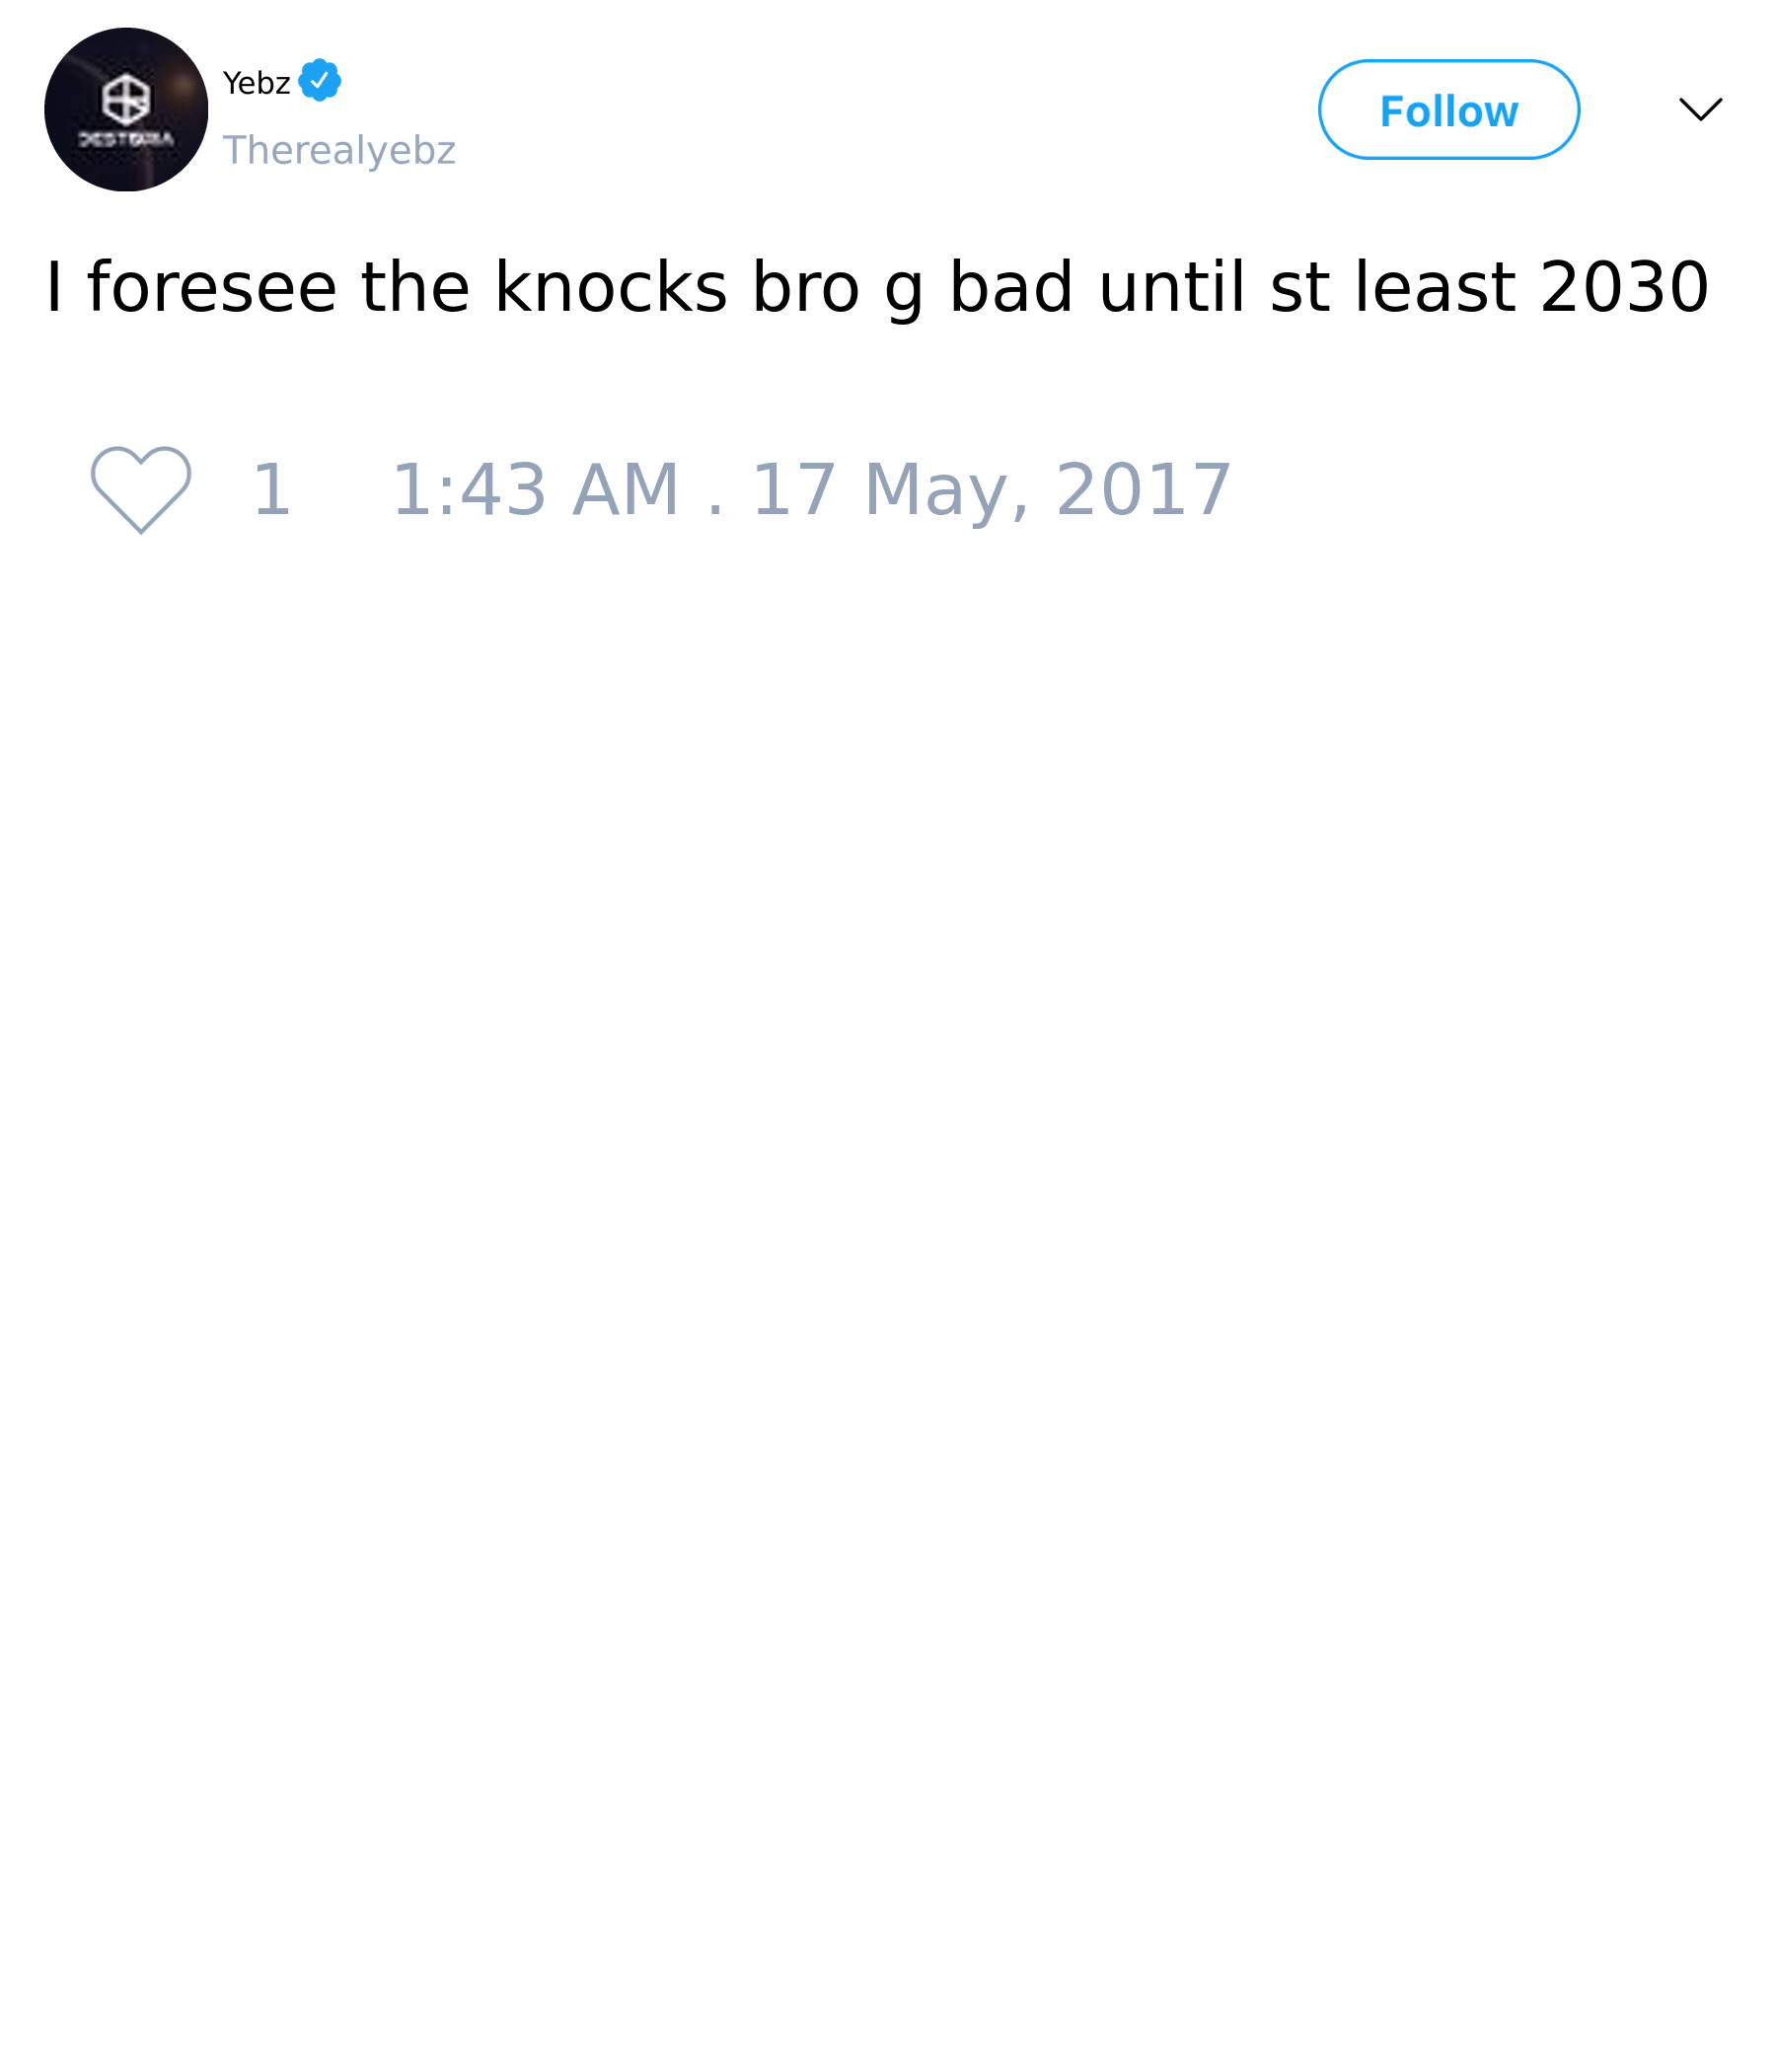 Yebz
Therealyebz
Follow
I foresee the knocks bro g bad until st least 2030
1 1:43 AM . 17 May, 2017